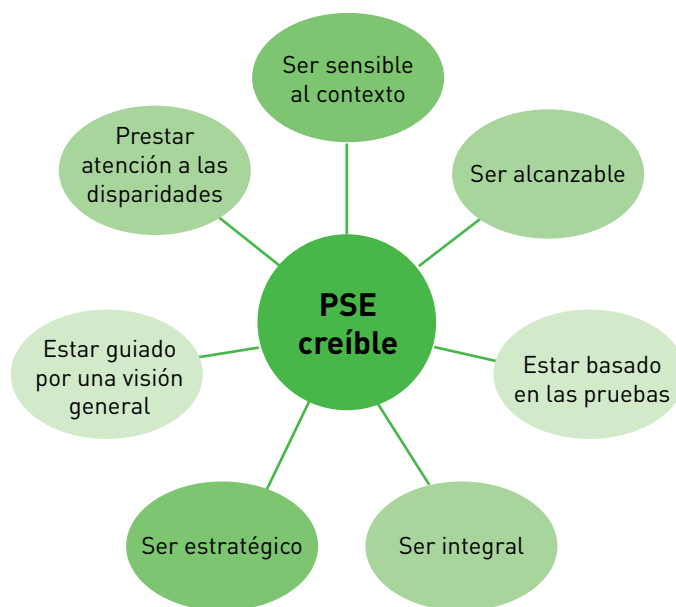 Ser sensible
al contexto
Prestar
atención a las
disparidades
Ser alcanzable
PSE
creíble
Estar guiado
por una visión
general
Estar basado
en las pruebas
Ser estratégico
Ser integral